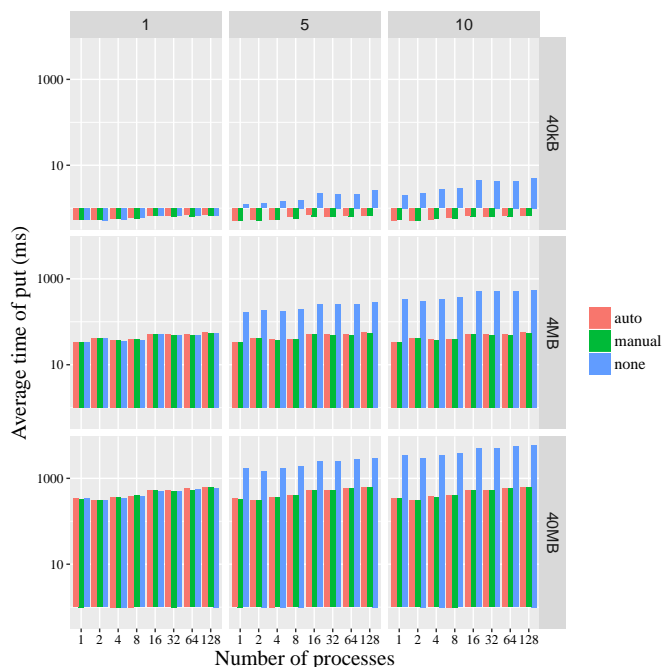 1 5 10
1000
10
40kB
1000
10
4MB
1000
10
40MB
Average time of put (ms)
auto
manual
none
1 2 4 8 16 32 64 128 1 2 4 8 16 32 64 128 1 2 4 8 16 32 64 128
Number of processes